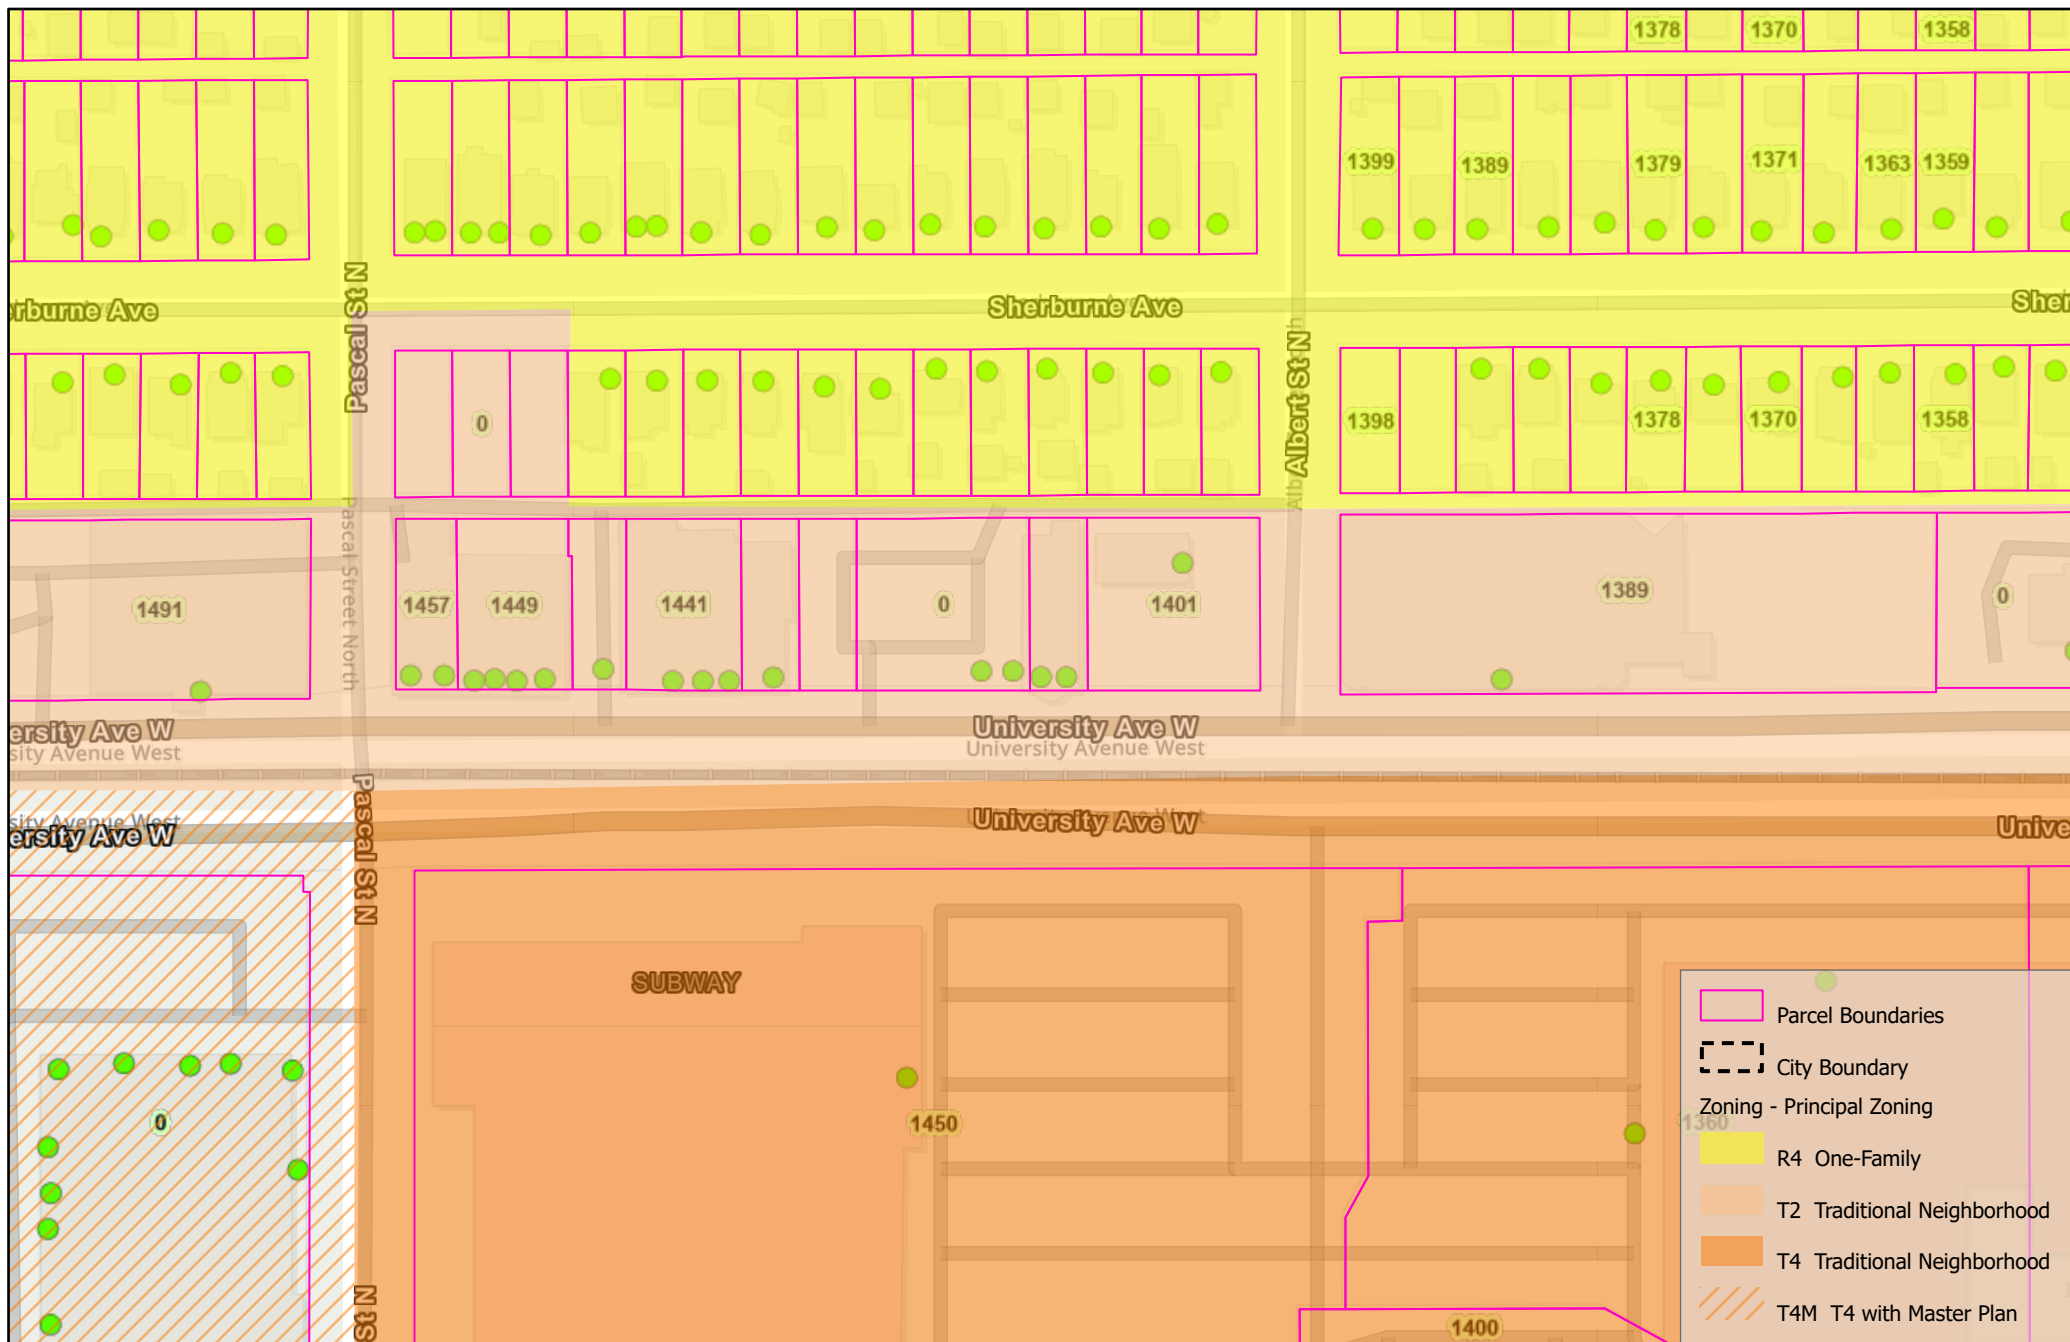 1378 1370 1358
1399 1389 1379 1371 1363 1359
Pascal St N
erburne Ave Sherburne Ave Sher
Albert St N
0 1398 1378 1370 1358
Pascal Street North
1491 1457 1449 1441 0 1401 1389 0
ersity Ave W University Ave W
sity Avenue West University Avenue West
Pascal St N
sity Avenue West
ersity Ave W University Ave W Unive
SUBWAY
0 1450 1360
1400
St N
Parcel Boundaries
City Boundary
Zoning - Principal Zoning
R4 One-Family
T2 Traditional Neighborhood
T4 Traditional Neighborhood
T4M T4 with Master Plan